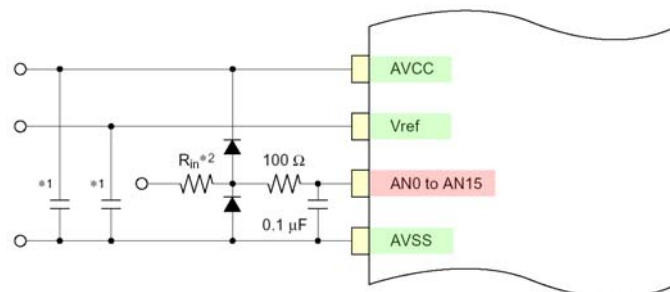 AVCC
Vref
Rin*2
100 Ω
*1
*1
AN0 to AN15
0.1 μF
AVSS